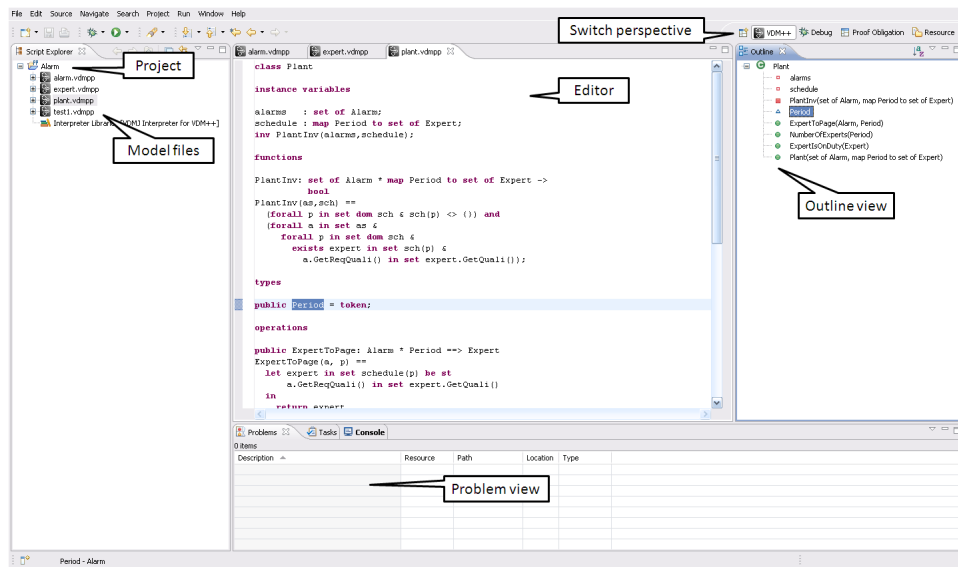 File Edit Source Navigate Search Project Run Window Help
Switch perspective
VDM++ Debug Proof Obligation Resource
Script Explorer
alarm.vdmpp expert.vdmpp plant.vdmpp
Outline
Alarm
alarm.vdmpp
expert.vdmpp
plant.vdmpp
test1.vdmpp
Interpreter Librar [VDMJ Interpreter for VDM++]
Project
Model files
class Plant
instance variables
alarms : set of Alarm;
schedule : map Period to set of Expert;
inv PlantInv(alarms,schedule);
functions
PlantInv: set of Alarm * map Period to set of Expert ->
bool
PlantInv(as,sch) ==
(forall p in set dom sch & sch(p) <> {}) and
(forall a in set as &
forall p in set dom sch &
exists expert in set sch(p) &
a.GetReqQuali() in set expert.GetQuali());
types
public Period = token;
operations
public ExpertToPage: Alarm * Period ==> Expert
ExpertToPage(a, p) ==
let expert in set schedule(p) be st
a.GetReqQuali() in set expert.GetQuali()
in
return expert
Editor
Plant
alarms
schedule
PlantInv(set of Alarm, map Period to set of Expert)
Period
ExpertToPage(Alarm, Period)
NumberOfExperts(Period)
ExpertIsOnDuty(Expert)
Plant(set of Alarm, map Period to set of Expert)
Outline view
Problems Tasks Console
0 items
Description Resource Path Location Type
Problem view
Period - Alarm